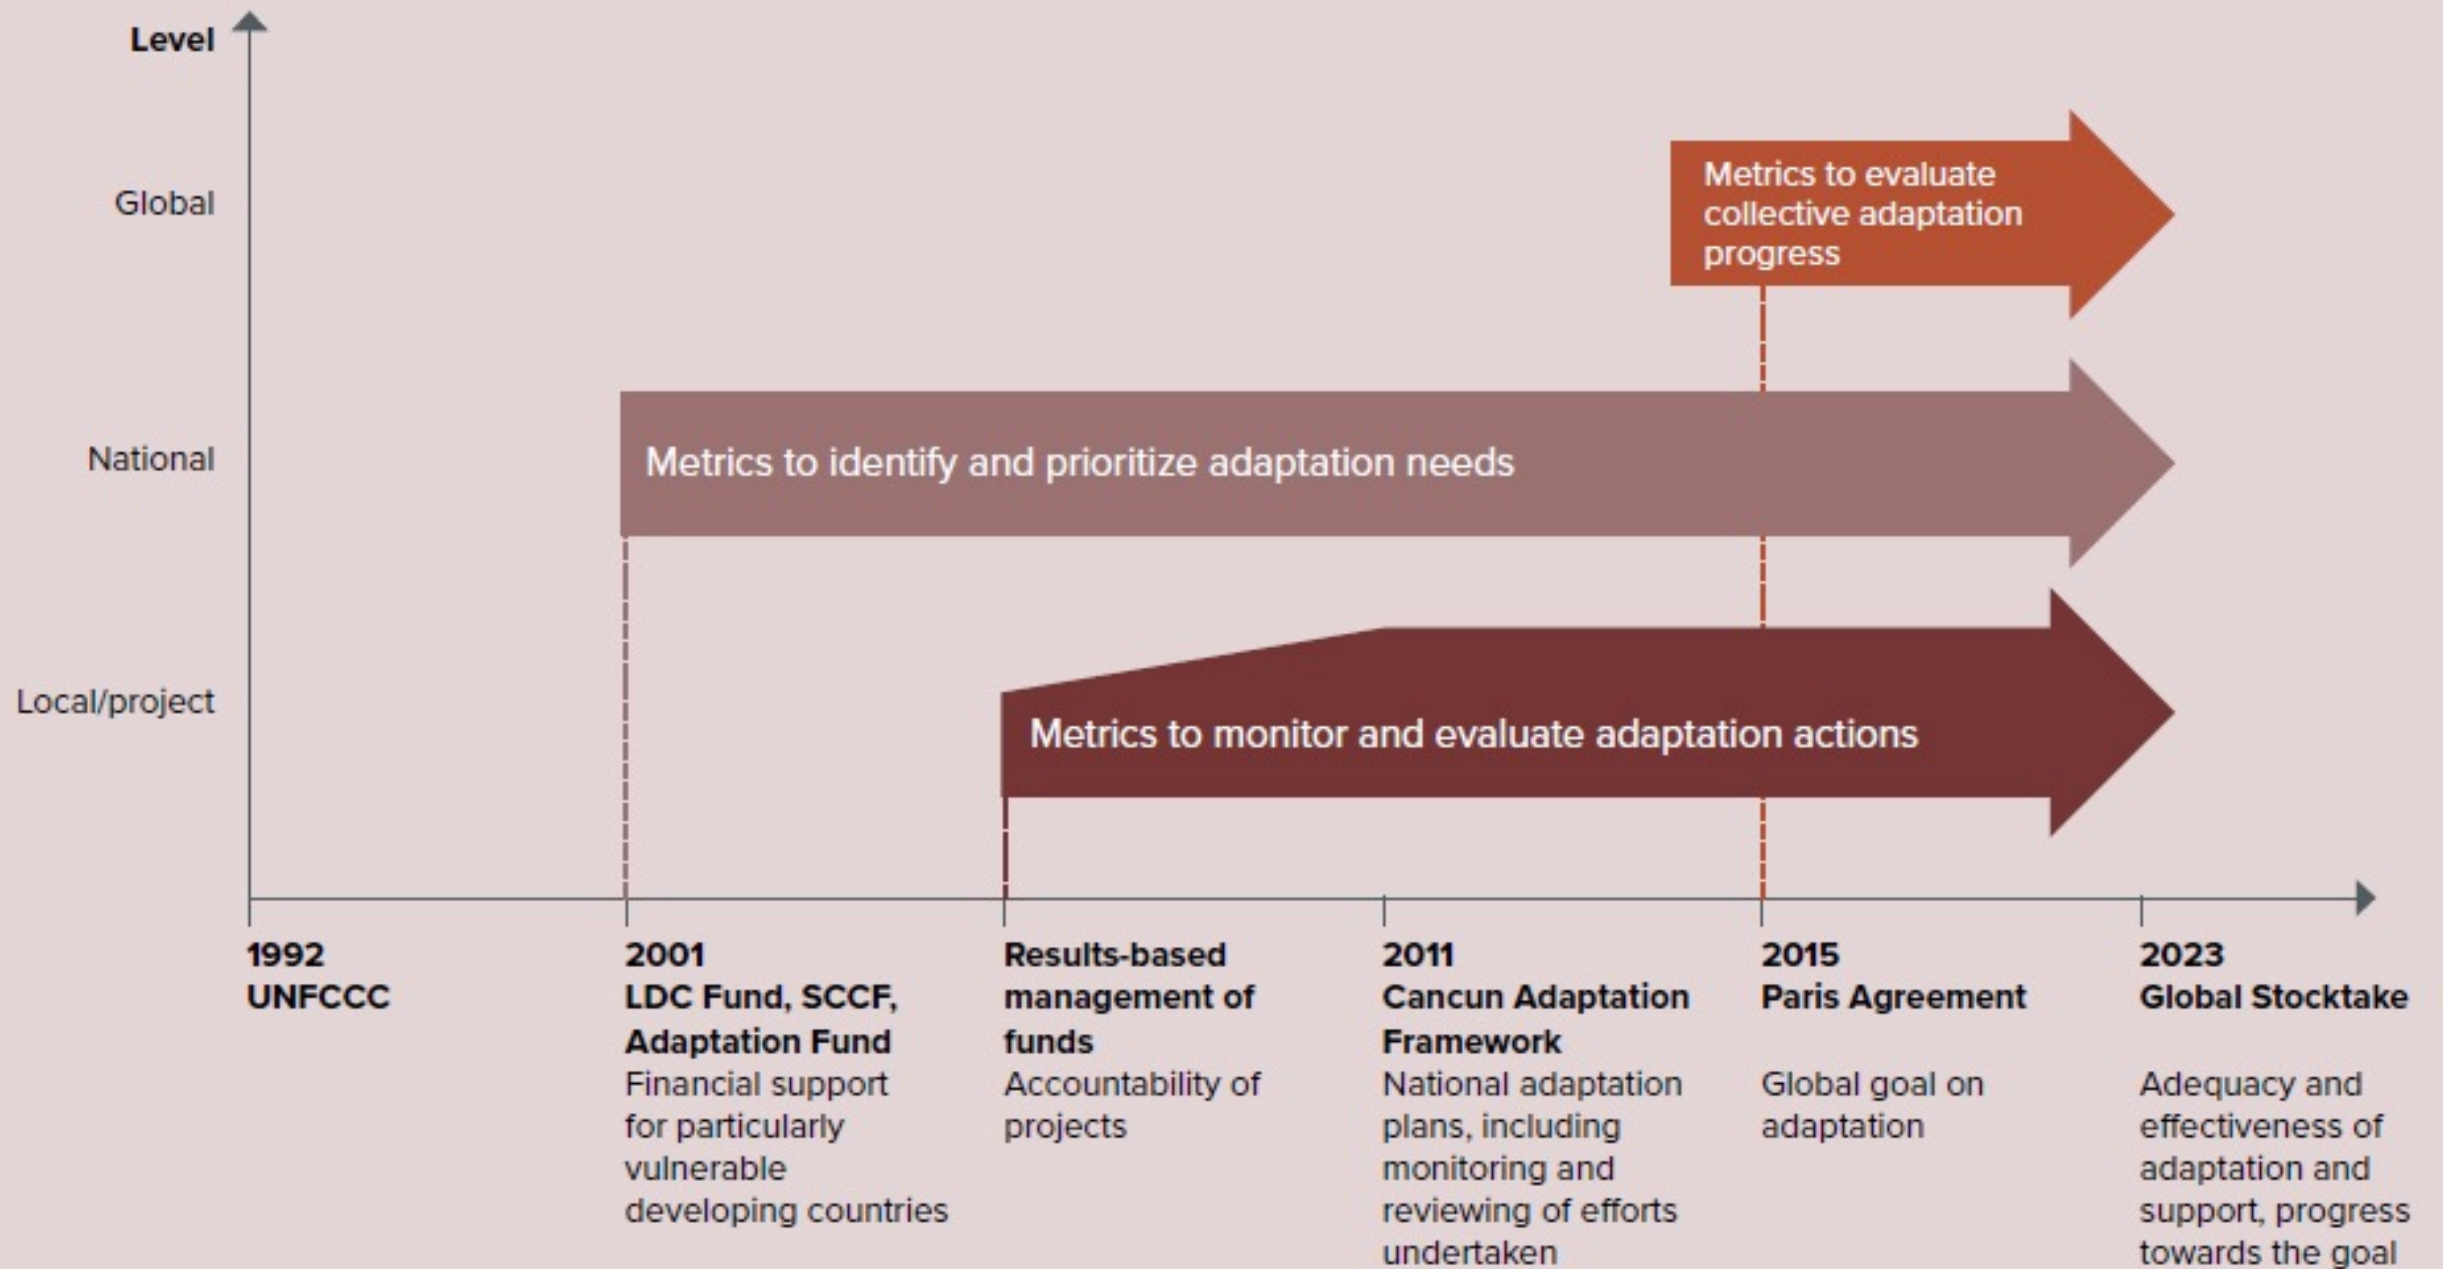 Level
Global
Metrics to evaluate
collective adaptation
progress
National
Metrics to identify and prioritize adaptation needs
Local/project
Metrics to monitor and evaluate adaptation actions
1992
UNFCCC
2001
LDC Fund, SCCF,
Adaptation Fund
Financial support
for particularly
vulnerable
developing countries
Results-based
management of
funds
Accountability of
projects
2011
Cancun Adaptation
Framework
National adaptation
plans, including
monitoring and
reviewing of efforts
undertaken
2015
Paris Agreement
Global goal on
adaptation
2023
Global Stocktake
Adequacy and
effectiveness of
adaptation and
support, progress
towards the goal